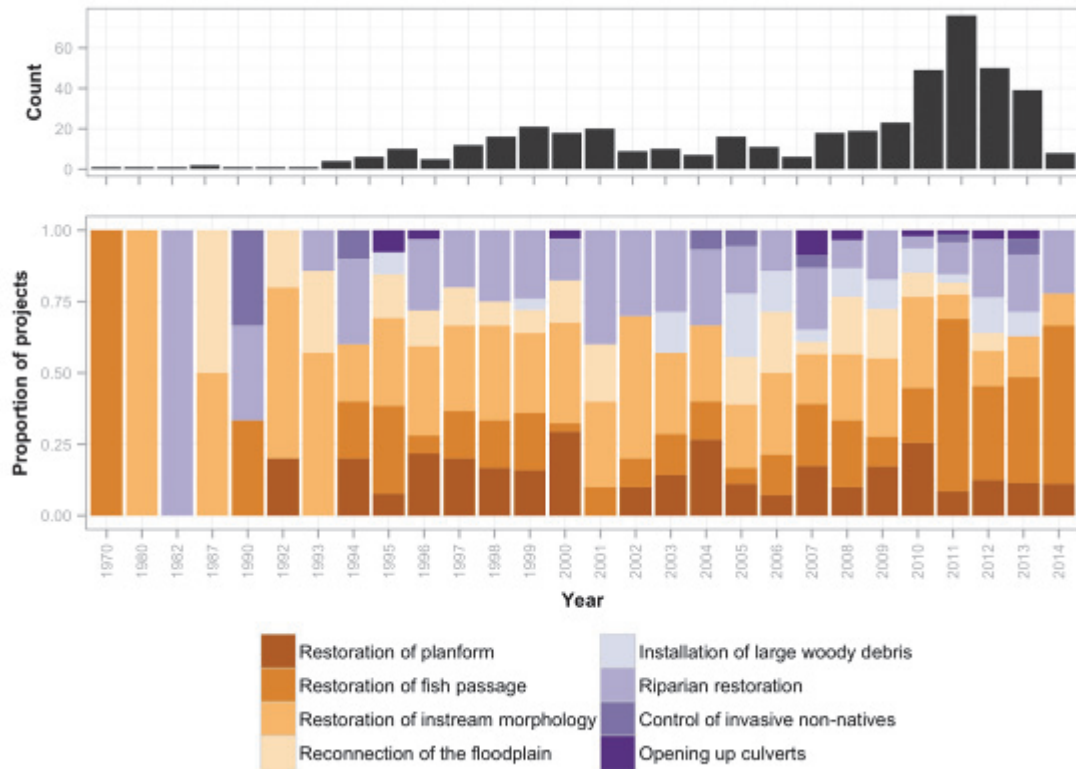 Count
60
40
20
0
Proportion of projects
1.00
0.75
0.50
0.25
0.00
1970 1980 1982 1987 1990 1992 1993 1994 1995 1996 1997 1998 1999 2000 2001 2002 2003 2004 2005 2006 2007 2008 2009 2010 2011 2012 2013 2014
Year
Restoration of planform
Restoration of fish passage
Restoration of instream morphology
Reconnection of the floodplain
Installation of large woody debris
Riparian restoration
Control of invasive non-natives
Opening up culverts